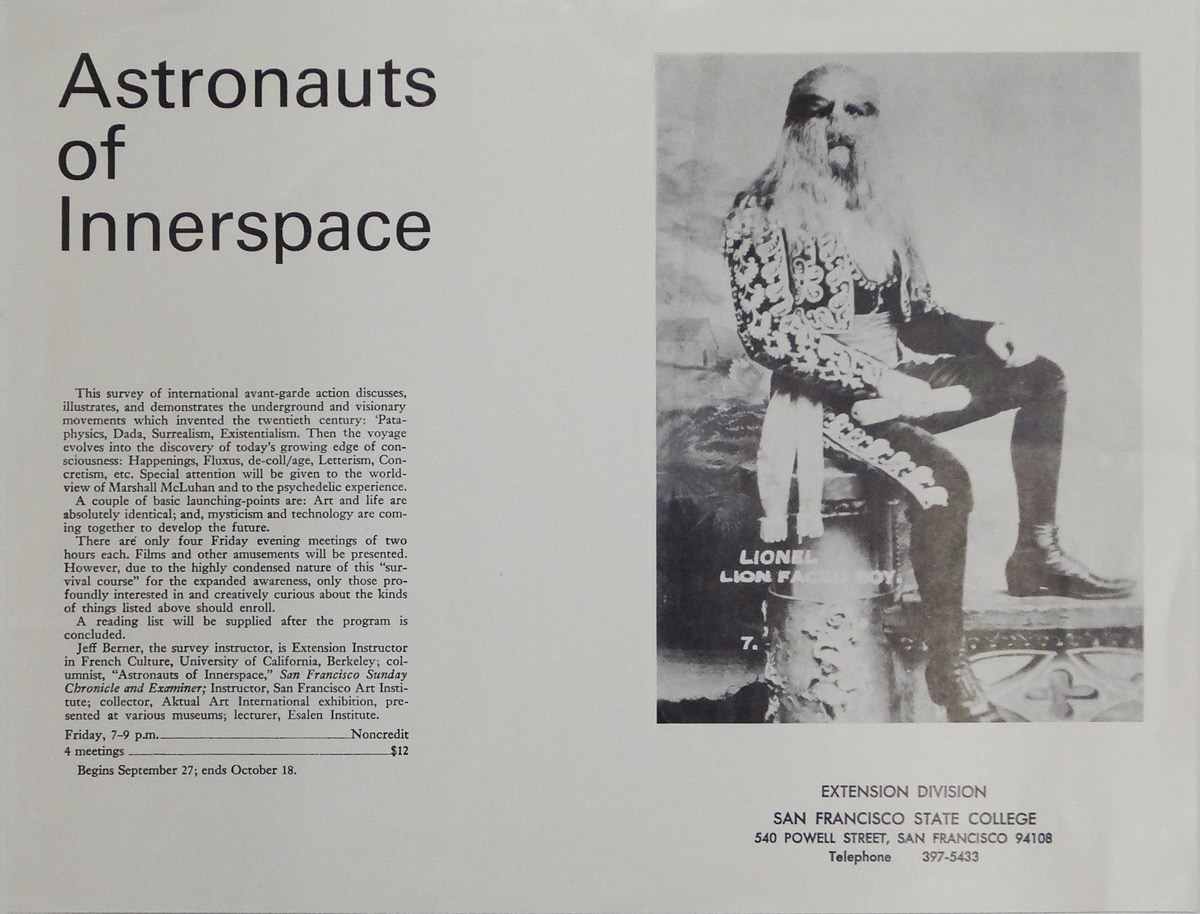 Astronauts
of
Innerspace
This survey of international avant-garde action discusses,
illustrates, and demonstrates the underground and visionary
movements which invented the twentieth century: 'Pata-
physics, Dada, Surrealism, Existentialism. Then the voyage
evolves into the discovery of today's growing edge of con-
sciousness: Happenings, Fluxus, de-coll/age, Letterism, Con-
cretism, etc. Special attention will be given to the world-
view of Marshall McLuhan and to the psychedelic experience.
A couple of basic launching-points are: Art and life are
absolutely identical; and, mysticism and technology are com-
ing together to develop the future.
There are only four Friday evening meetings of two
hours each. Films and other amusements will be presented.
However, due to the highly condensed nature of this "sur-
vival course" for the expanded awareness, only those pro-
foundly interested in and creatively curious about the kinds
of things listed above should enroll.
A reading list will be supplied after the program is
concluded.
Jeff Berner, the survey instructor, is Extension Instructor
in French Culture, University of California, Berkeley; col-
umnist, "Astronauts of Innerspace," San Francisco Sunday
Chronicle and Examiner; Instructor, San Francisco Art Insti-
tute; collector, Aktual Art International exhibition, pre-
sented at various museums; lecturer, Esalen Institute.
Friday, 7–9 p.m. Noncredit
4 meetings $12
Begins September 27; ends October 18.
LIONEL
LION FACED BOY.
7.
EXTENSION DIVISION
SAN FRANCISCO STATE COLLEGE
540 POWELL STREET, SAN FRANCISCO 94108
Telephone 397-5433